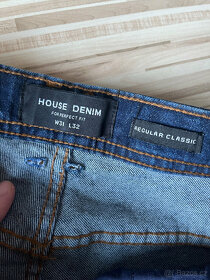 HOUSE DENIM
FOR PERFECT FIT
W31 L32
REGULAR CLASSIC